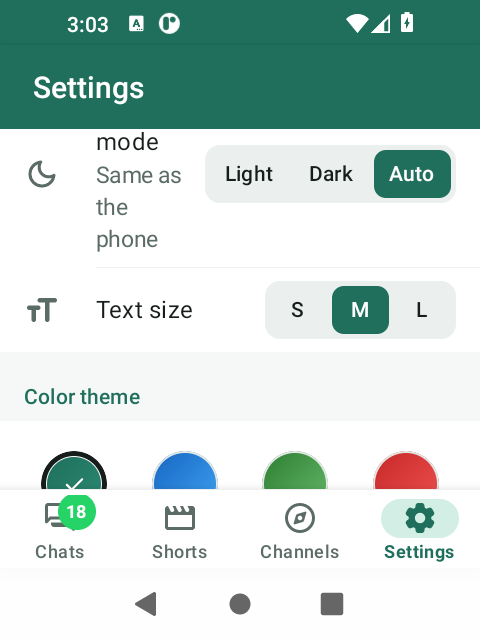 3:03
Settings
mode
Same as
the
phone
Light Dark Auto
Text size
S M L
Color theme
18
Chats Shorts Channels Settings